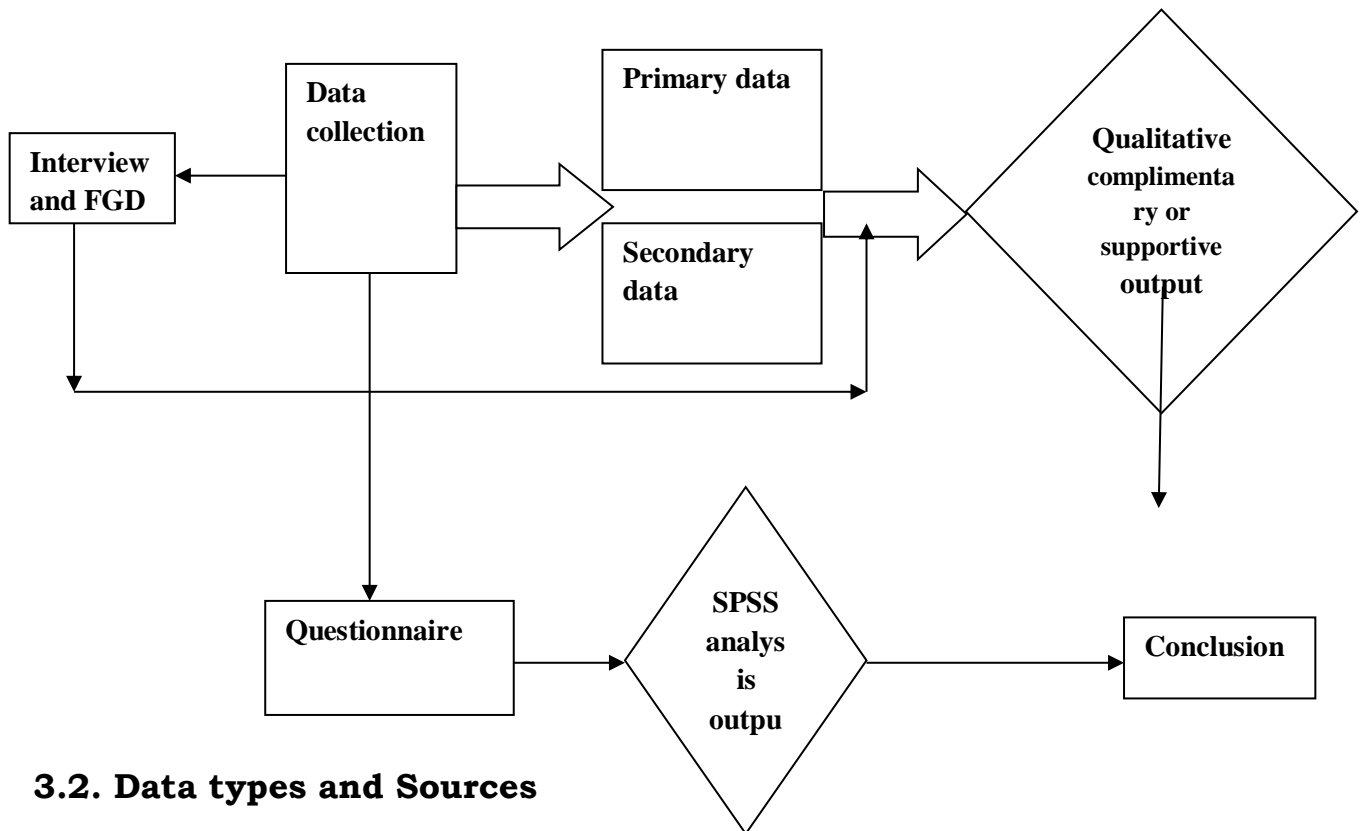 Data
collection
Primary data
Interview
and FGD
Qualitative
complimenta
ry or
supportive
output
Secondary
data
Questionnaire
SPSS
analys
is
outpu
Conclusion
3.2. Data types and Sources